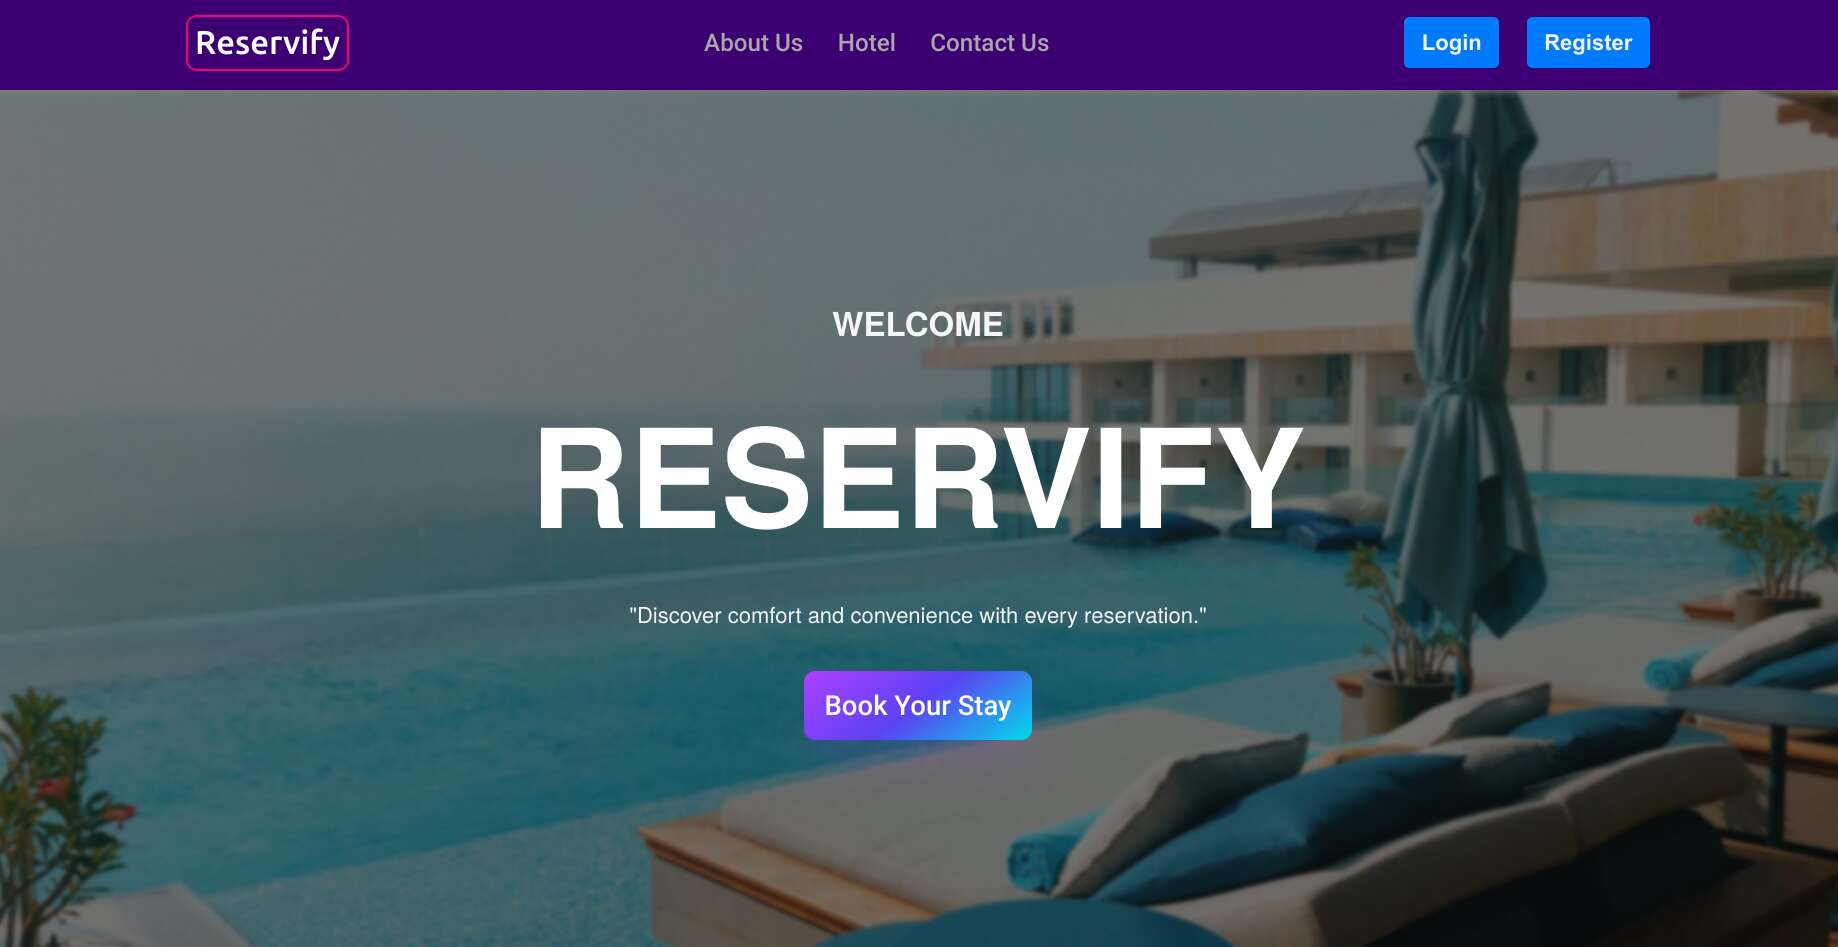 Reservify
About Us Hotel Contact Us
Login Register
WELCOME
RESERVIFY
"Discover comfort and convenience with every reservation."
Book Your Stay